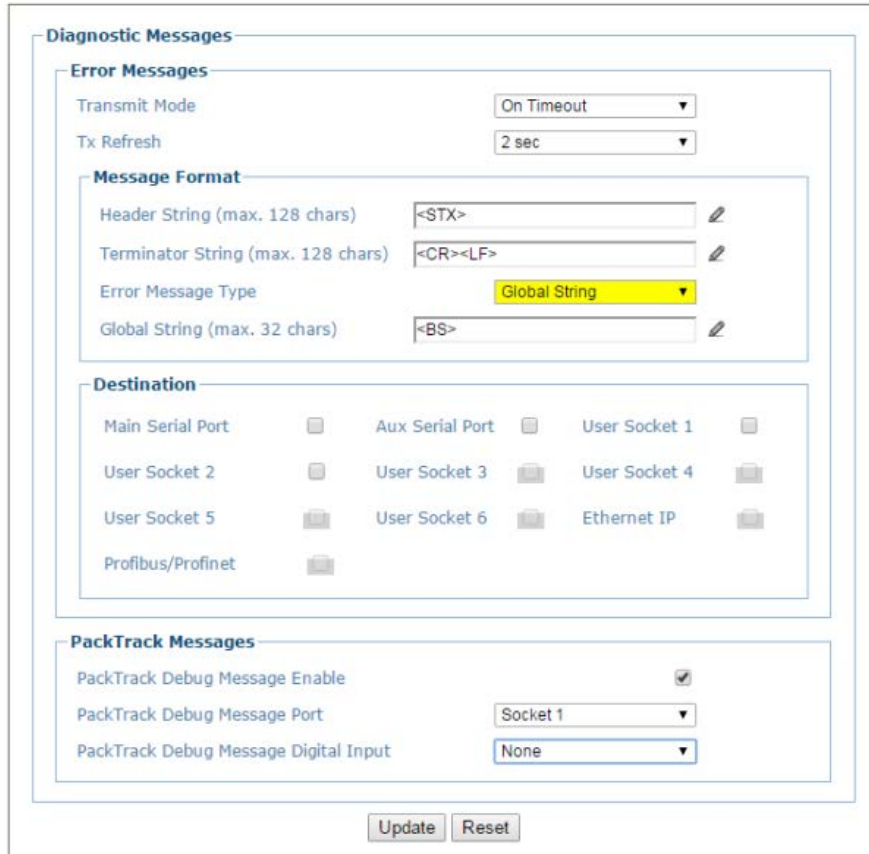 Diagnostic Messages
Error Messages
Transmit Mode On Timeout
Tx Refresh 2 sec
Message Format
Header String (max. 128 chars) <STX>
Terminator String (max. 128 chars) <CR><LF>
Error Message Type Global String
Global String (max. 32 chars) <BS>
Destination
Main Serial Port Aux Serial Port User Socket 1
User Socket 2 User Socket 3 User Socket 4
User Socket 5 User Socket 6 Ethernet IP
Profibus/Profinet
PackTrack Messages
PackTrack Debug Message Enable
PackTrack Debug Message Port Socket 1
PackTrack Debug Message Digital Input None
Update Reset